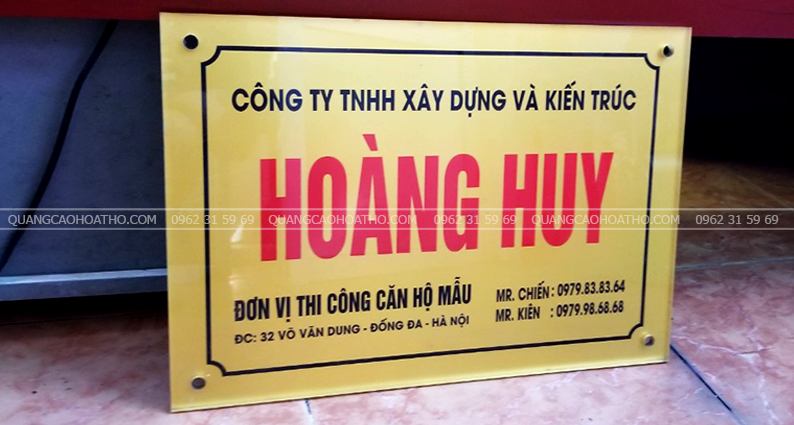 CÔNG TY TNHH XÂY DỰNG VÀ KIẾN TRÚC
HOÀNG HUY
QUANGCAOHOATHO.COM 0962 31 59 69 QUANGCAOHOATHO.COM 0962 31 59 69 QUANGCAOHOATHO.COM 0962 31 59 69
ĐƠN VỊ THI CÔNG CĂN HỘ MẪU
ĐC: 32 VÕ VĂN DUNG - ĐỐNG ĐA - HÀ NỘI
MR. CHIẾN : 0979.83.83.64
MR. KIÊN : 0979.98.68.68